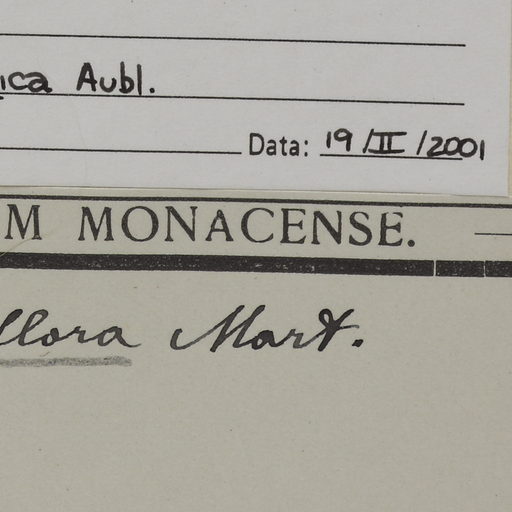 ica Aubl.
Data: 19/II/2001
M MONACENSE.
llora Mart.